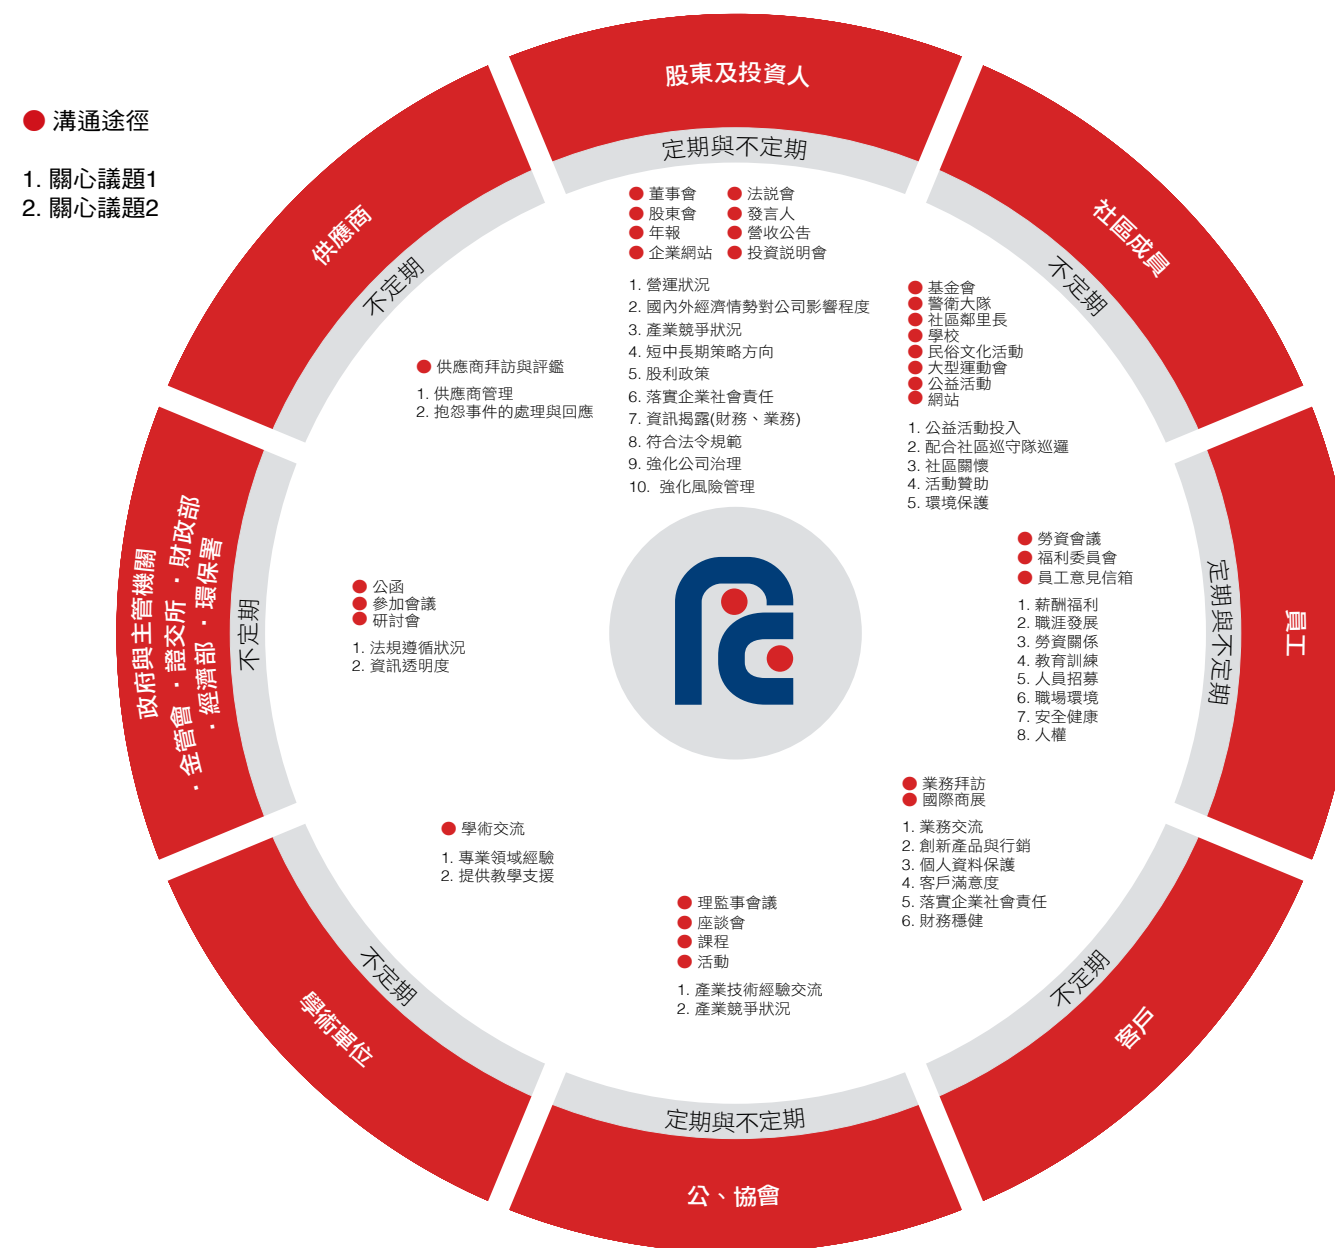 ● 溝通途徑
1. 關心議題1
2. 關心議題2
股東及投資人
定期與不定期
● 董事會 ● 法説會
● 股東會 ● 發言人
● 年報 ● 營收公告
● 企業網站 ● 投資説明會
1. 營運狀況
2. 國內外經濟情勢對公司影響程度
3. 產業競爭狀況
4. 短中長期策略方向
5. 股利政策
6. 落實企業社會責任
7. 資訊揭露(財務、業務)
8. 符合法令規範
9. 強化公司治理
10. 強化風險管理
社區成員
不定期
● 基金會
● 警衛大隊
● 社區鄰里長
● 學校
● 民俗文化活動
● 大型運動會
● 公益活動
● 網站
1. 公益活動投入
2. 配合社區巡守隊巡邏
3. 社區關懷
4. 活動贊助
5. 環境保護
員工
定期與不定期
● 勞資會議
● 福利委員會
● 員工意見信箱
1. 薪酬福利
2. 職涯發展
3. 勞資關係
4. 教育訓練
5. 人員招募
6. 職場環境
7. 安全健康
8. 人權
客戶
不定期
● 業務拜訪
● 國際商展
1. 業務交流
2. 創新產品與行銷
3. 個人資料保護
4. 客戶滿意度
5. 落實企業社會責任
6. 財務穩健
公、協會
定期與不定期
● 理監事會議
● 座談會
● 課程
● 活動
1. 產業技術經驗交流
2. 產業競爭狀況
學術單位
不定期
● 學術交流
1. 專業領域經驗
2. 提供教學支援
政府與主管機關
·金管會·證交所·財政部
·經濟部·環保署
不定期
● 公函
● 參加會議
● 研討會
1. 法規遵循狀況
2. 資訊透明度
供應商
不定期
● 供應商拜訪與評鑑
1. 供應商管理
2. 抱怨事件的處理與回應